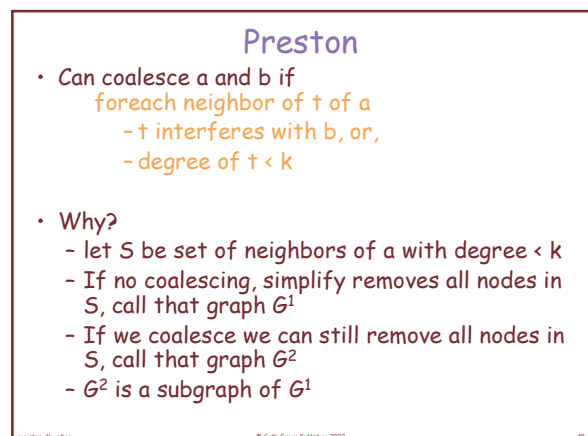 Preston
• Can coalesce a and b if
foreach neighbor of t of a
– t interferes with b, or,
– degree of t < k
• Why?
– let S be set of neighbors of a with degree < k
– If no coalescing, simplify removes all nodes in
S, call that graph G¹
– If we coalesce we can still remove all nodes in
S, call that graph G²
– G² is a subgraph of G¹